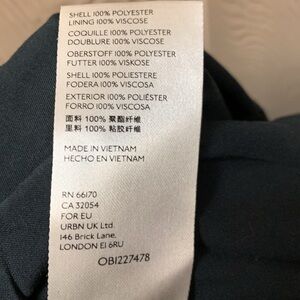 SHELL 100% POLYESTER
LINING 100% VISCOSE
COQUILLE 100% POLYESTER
DOUBLURE 100% VISCOSE
OBERSTOFF 100% POLYESTER
FUTTER 100% VISKOSE
SHELL 100% POLIESTERE
FODERA 100% VISCOSA
EXTERIOR 100% POLIÉSTER
FORRO 100% VISCOSA
面料 100% 聚酯纤维
里料 100% 粘胶纤维
MADE IN VIETNAM
HECHO EN VIETNAM
RN 66170
CA 32054
FOR EU
URBN UK Ltd.
146 Brick Lane,
LONDON E1 6RU
OB1227478